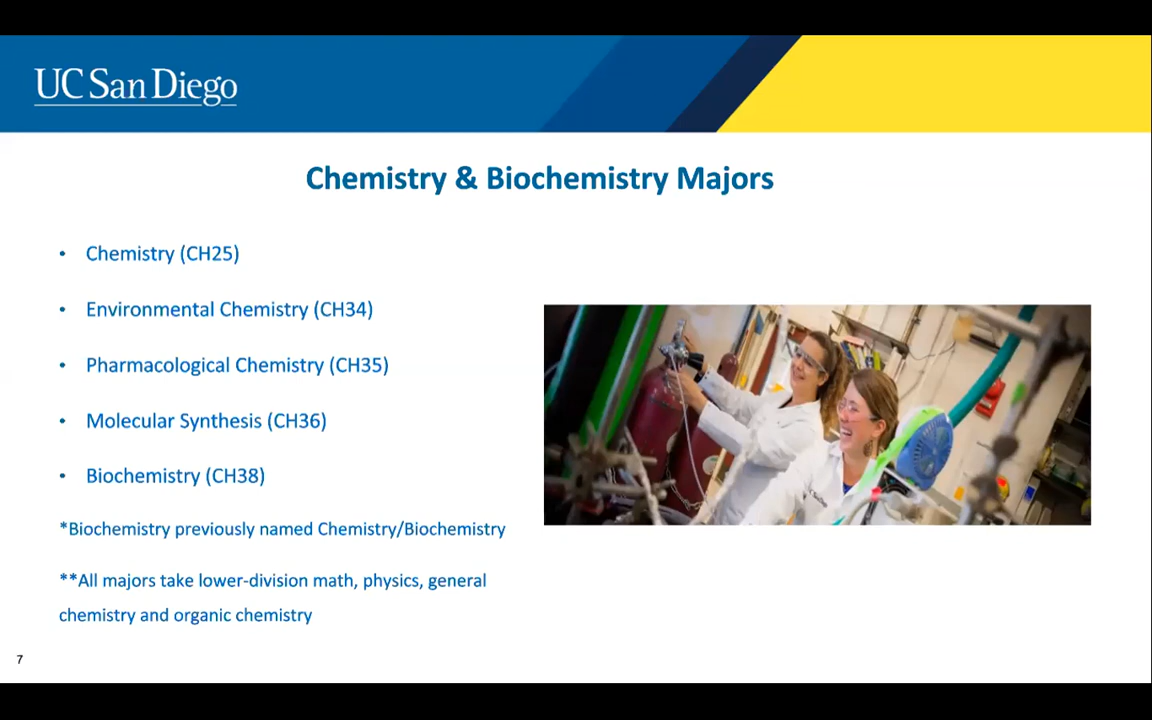 UC San Diego
Chemistry & Biochemistry Majors
• Chemistry (CH25)
• Environmental Chemistry (CH34)
• Pharmacological Chemistry (CH35)
• Molecular Synthesis (CH36)
• Biochemistry (CH38)
*Biochemistry previously named Chemistry/Biochemistry
**All majors take lower-division math, physics, general
chemistry and organic chemistry
7